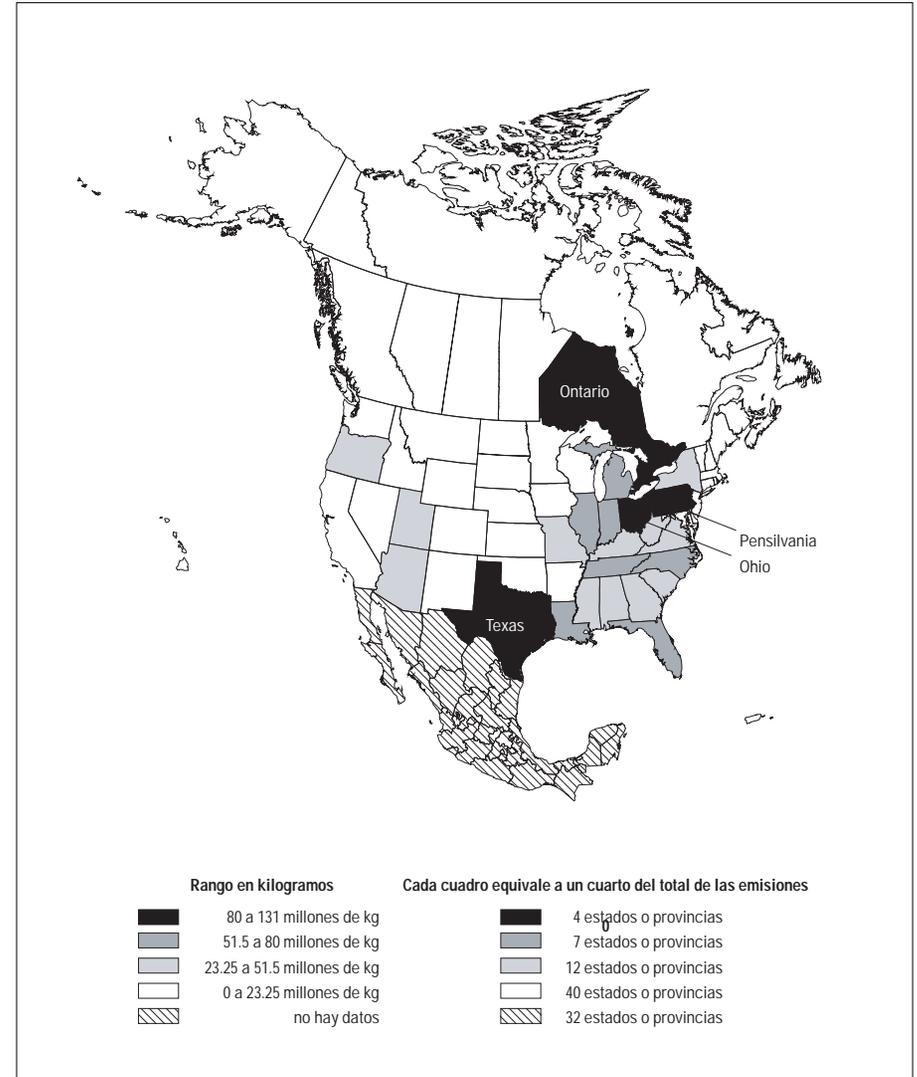 Ontario
Pensilvania
Ohio
Texas
Rango en kilogramos
80 a 131 millones de kg
51.5 a 80 millones de kg
23.25 a 51.5 millones de kg
0 a 23.25 millones de kg
no hay datos
Cada cuadro equivale a un cuarto del total de las emisiones
4 estados o provincias
0
7 estados o provincias
12 estados o provincias
40 estados o provincias
32 estados o provincias